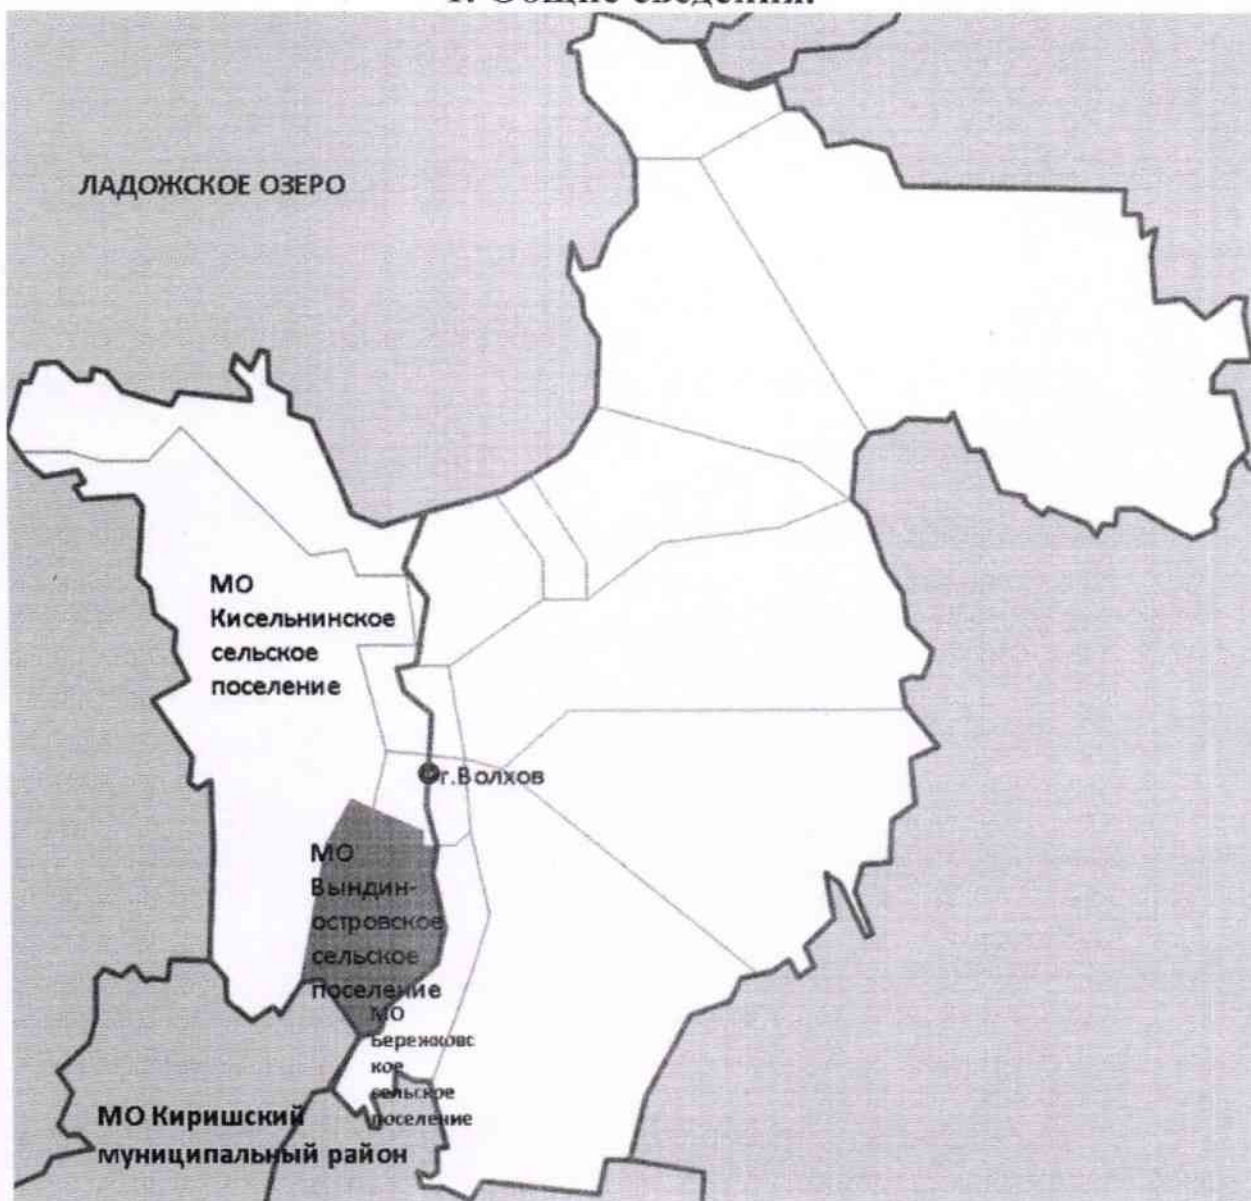 1. Общие сведения.
ЛАДОЖСКОЕ ОЗЕРО
МО
Кисельнинское
сельское
поселение
г.Волхов
МО
Вындин-
островское
сельское
поселение
МО
Бережковс
кое
сельское
поселение
МО Киришский
муниципальный район